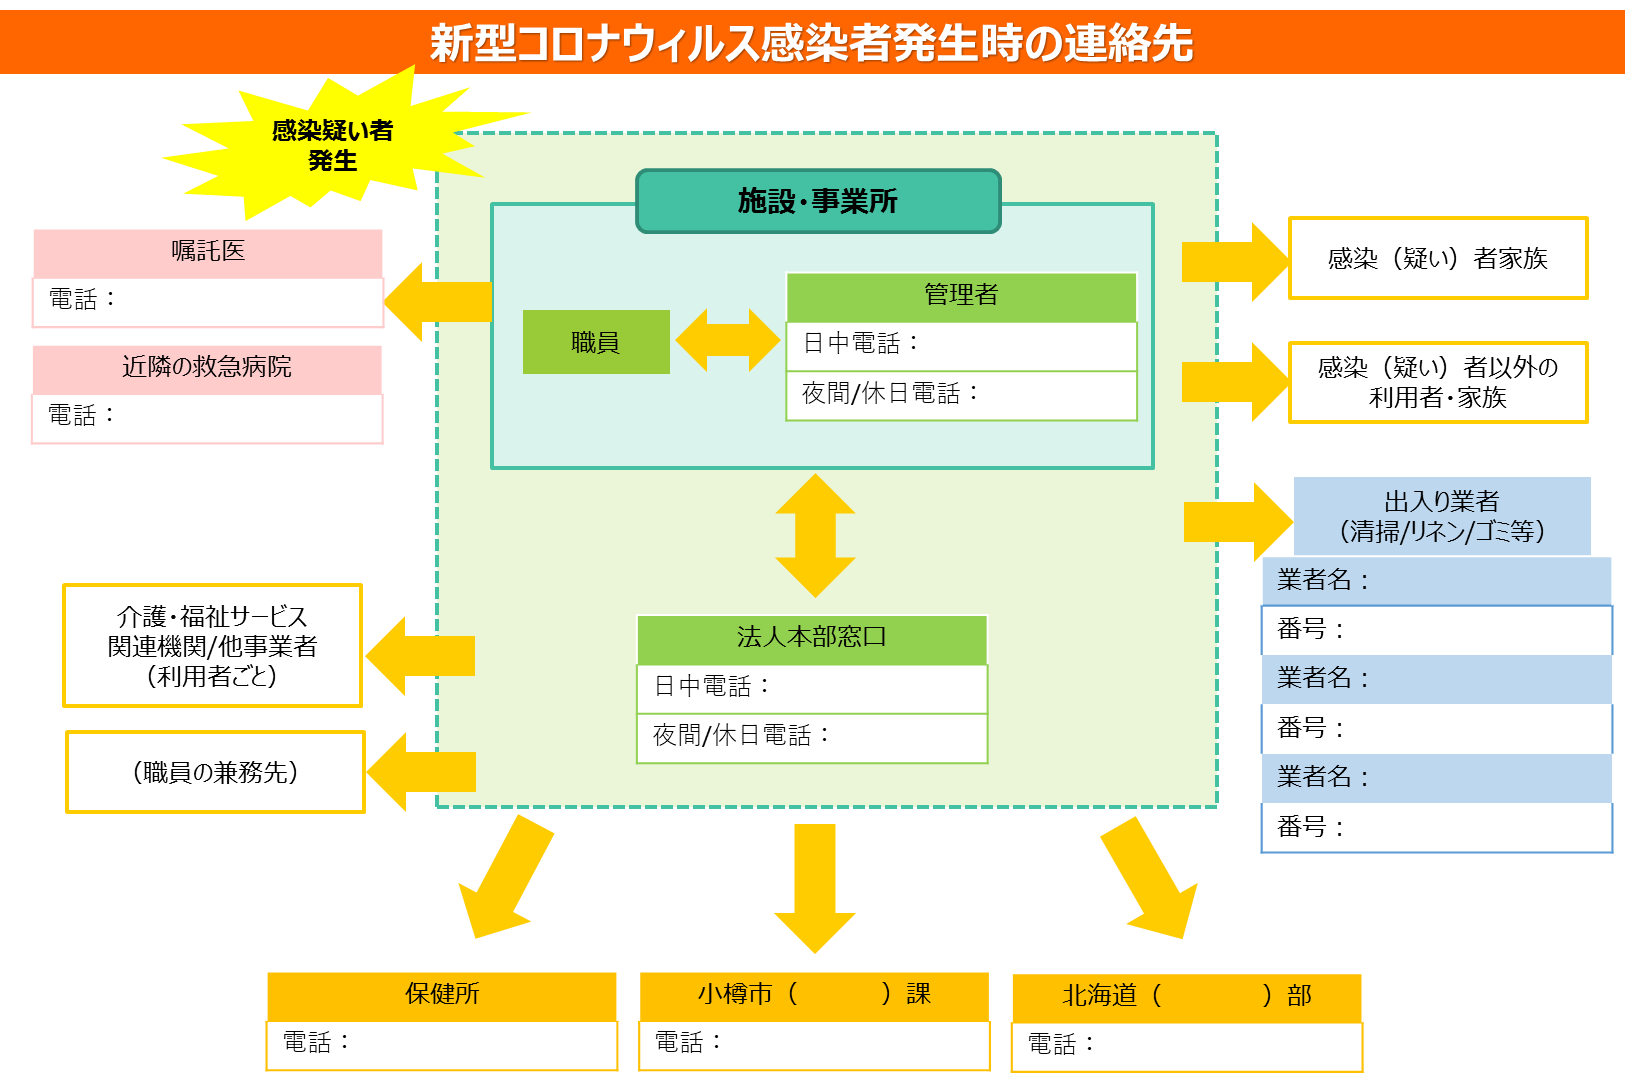 新型コロナウィルス感染者発生時の連絡先
感染疑い者
発生
施設・事業所
嘱託医
電話：
近隣の救急病院
電話：
職員
管理者
日中電話：
夜間/休日電話：
感染（疑い）者家族
感染（疑い）者以外の
利用者・家族
出入り業者
（清掃/リネン/ゴミ等）
業者名：
番号：
業者名：
番号：
業者名：
番号：
介護・福祉サービス
関連機関/他事業者
（利用者ごと）
（職員の兼務先）
法人本部窓口
日中電話：
夜間/休日電話：
保健所
電話：
小樽市（　　　）課
電話：
北海道（　　　　）部
電話：